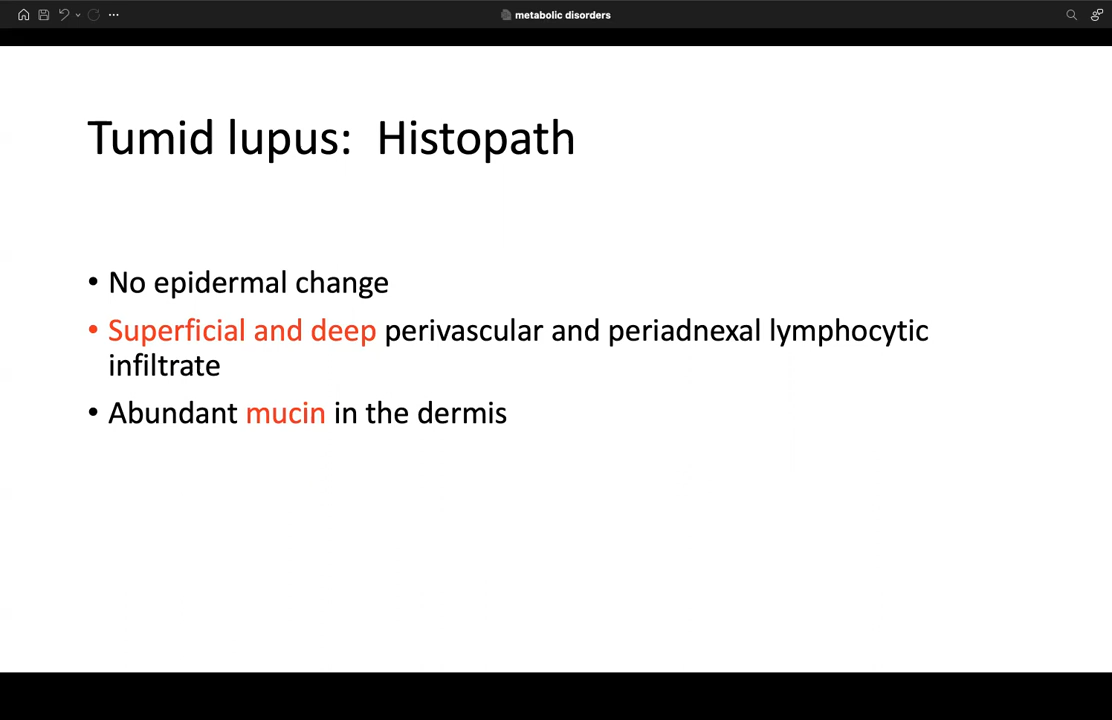 metabolic disorders
Tumid lupus: Histopath
• No epidermal change
• Superficial and deep perivascular and periadnexal lymphocytic
infiltrate
• Abundant mucin in the dermis